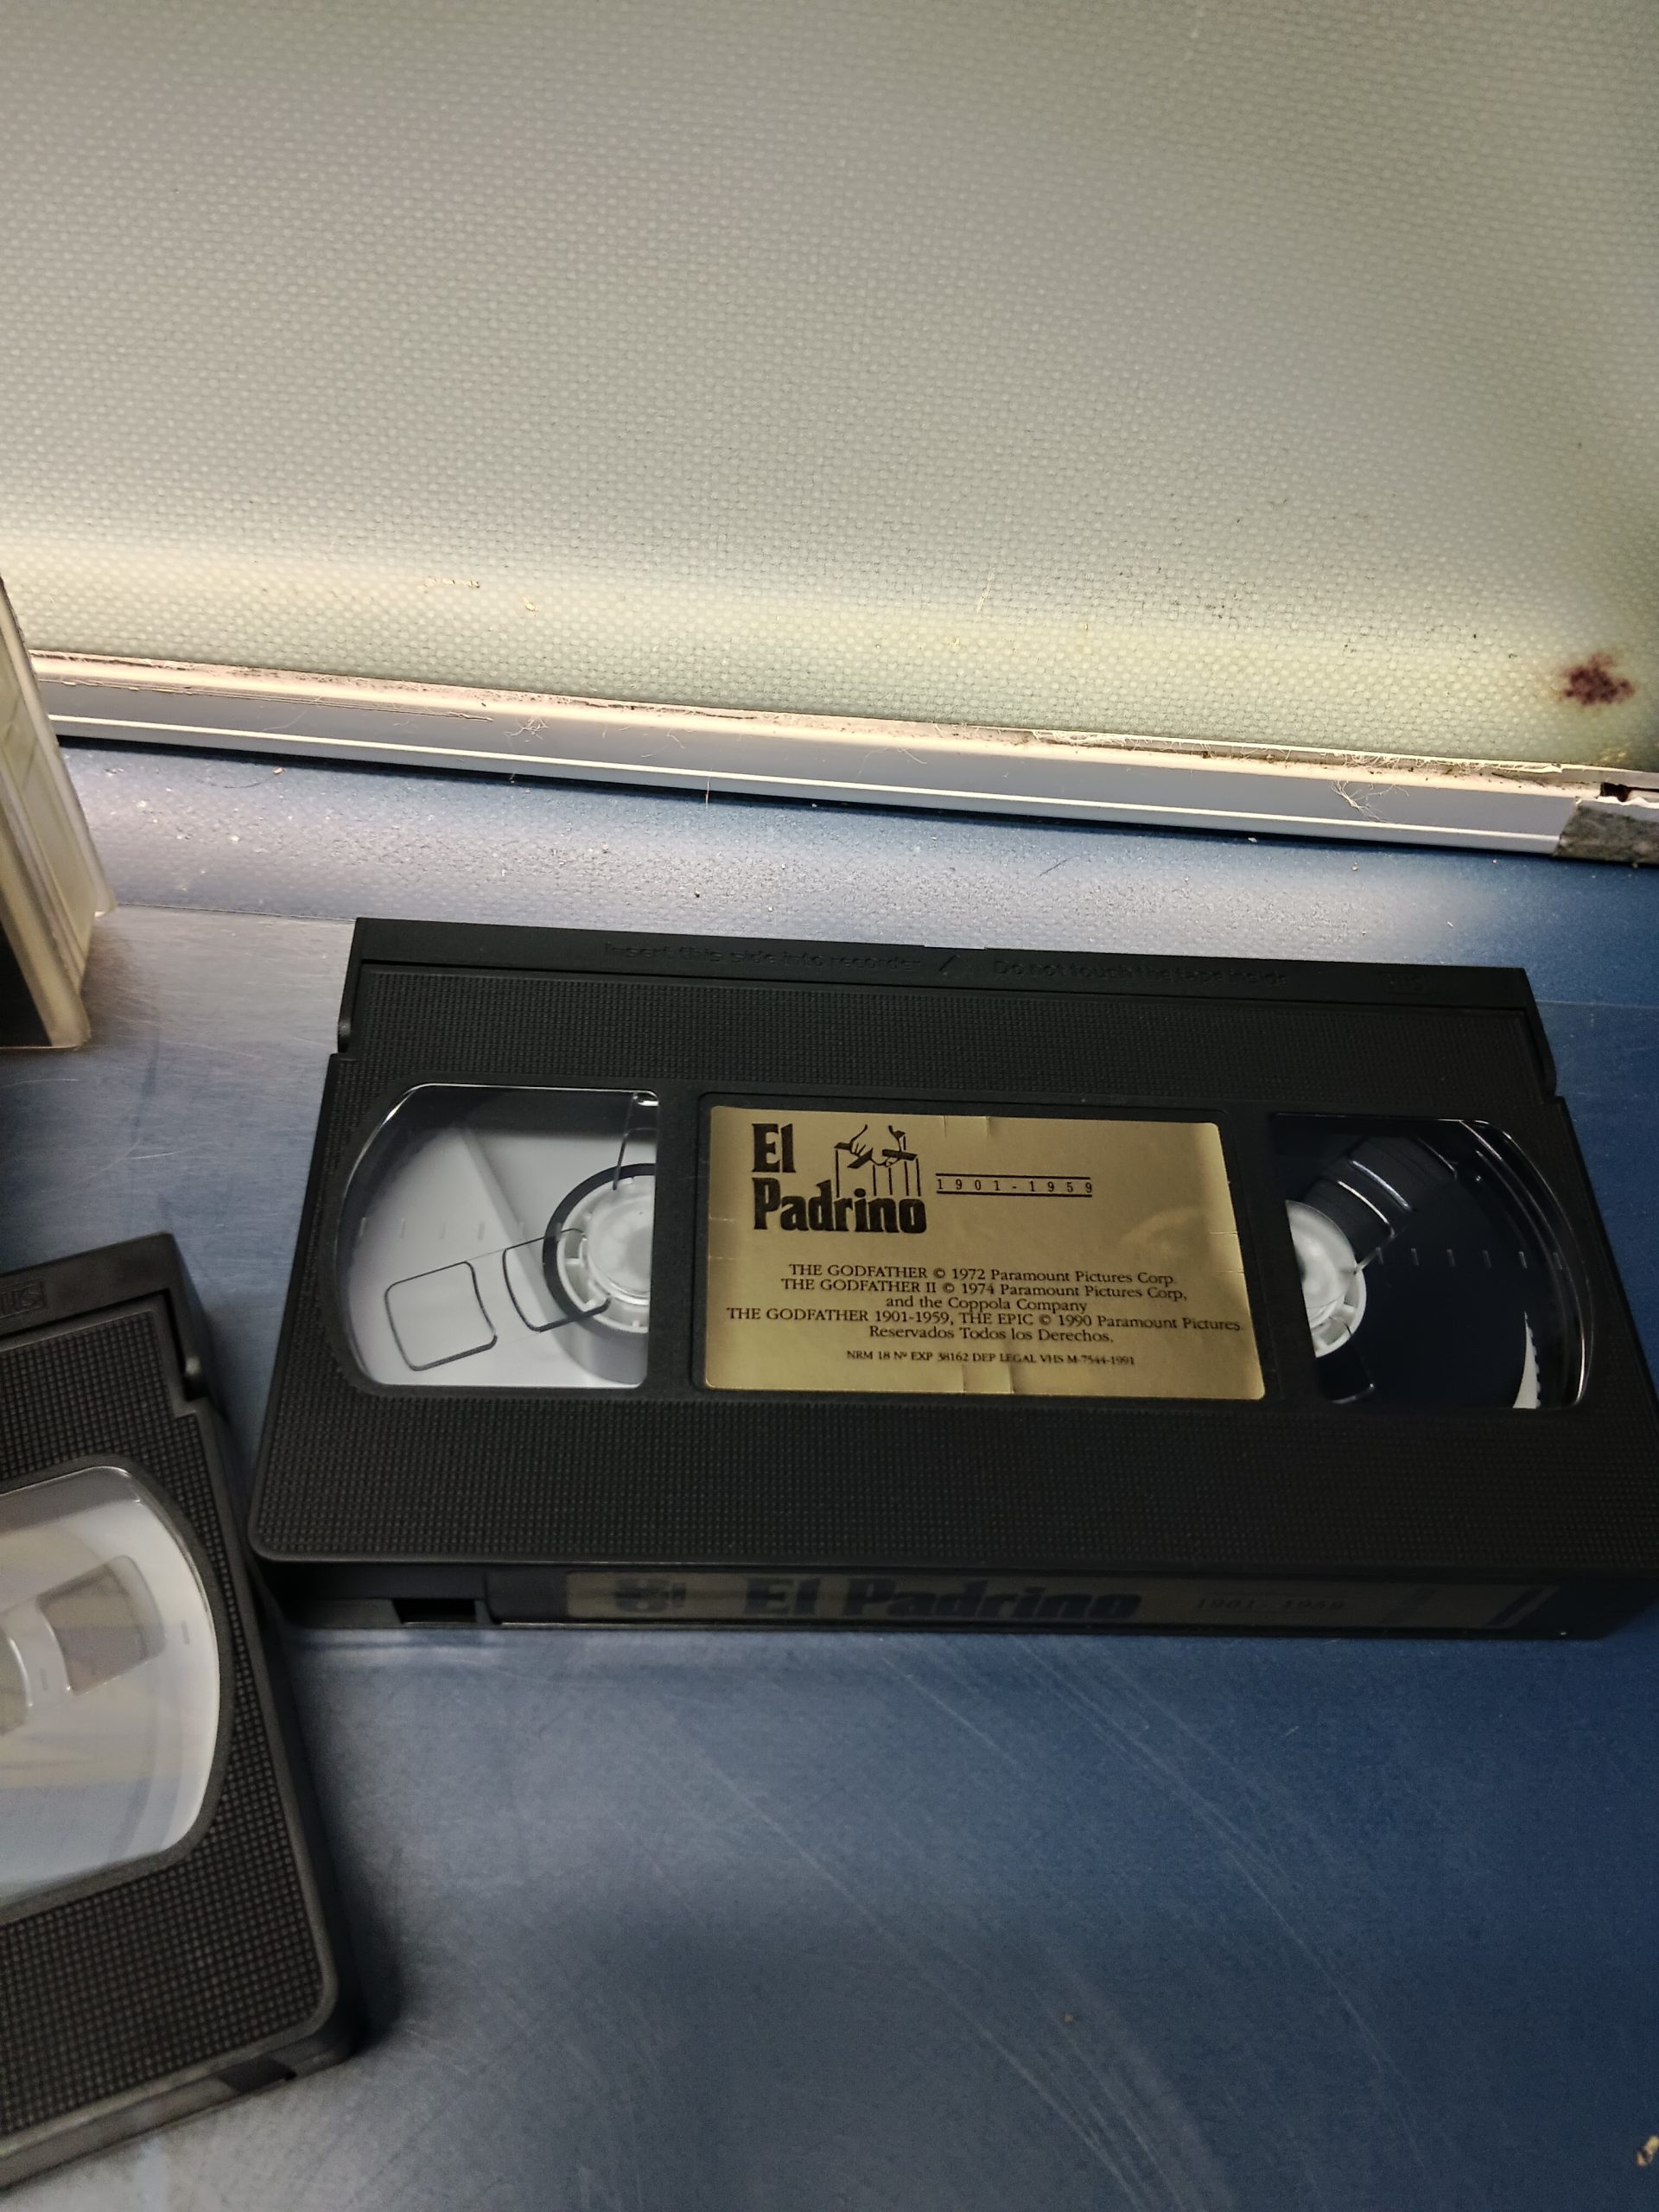 Insert this side into recorder / Do not touch the tape inside
El
Padrino
1901-1959
THE GODFATHER © 1972 Paramount Pictures Corp.
THE GODFATHER II © 1974 Paramount Pictures Corp,
and the Coppola Company
THE GODFATHER 1901-1959, THE EPIC © 1990 Paramount Pictures
Reservados Todos los Derechos.
NRM 18 Nº EXP 38162 DEP LEGAL VHS M-7544-1991
El Padrino
1901-1959
VHS